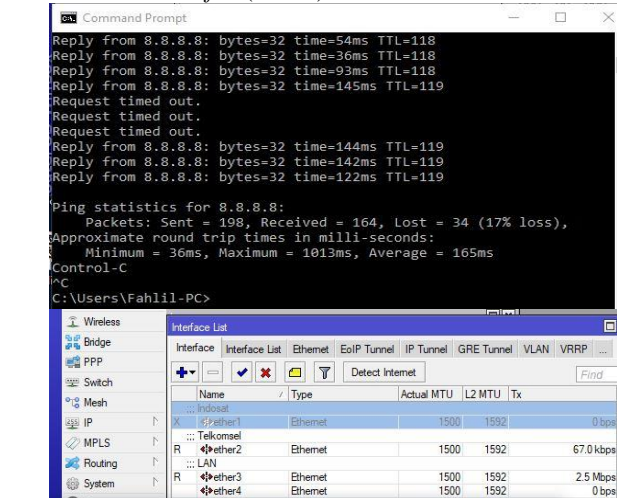 Command Prompt
Reply from 8.8.8.8: bytes=32 time=54ms TTL=118
Reply from 8.8.8.8: bytes=32 time=36ms TTL=118
Reply from 8.8.8.8: bytes=32 time=93ms TTL=118
Reply from 8.8.8.8: bytes=32 time=145ms TTL=119
Request timed out.
Request timed out.
Request timed out.
Reply from 8.8.8.8: bytes=32 time=144ms TTL=119
Reply from 8.8.8.8: bytes=32 time=142ms TTL=119
Reply from 8.8.8.8: bytes=32 time=122ms TTL=119
Ping statistics for 8.8.8.8:
Packets: Sent = 198, Received = 164, Lost = 34 (17% loss),
Approximate round trip times in milli-seconds:
Minimum = 36ms, Maximum = 1013ms, Average = 165ms
Control-C
^C
C:\Users\Fahlil-PC>
Wireless
Bridge
PPP
Switch
Mesh
IP
MPLS
Routing
System
Interface List
Interface Interface List Ethernet EoIP Tunnel IP Tunnel GRE Tunnel VLAN VRRP ...
Detect Internet Find
Name / Type Actual MTU L2 MTU Tx
;;; Indosat
X ether1 Ethernet 1500 1592 0 bps
;;; Telkomsel
R ether2 Ethernet 1500 1592 67.0 kbps
;;; LAN
R ether3 Ethernet 1500 1592 2.5 Mbps
ether4 Ethernet 1500 1592 0 bps